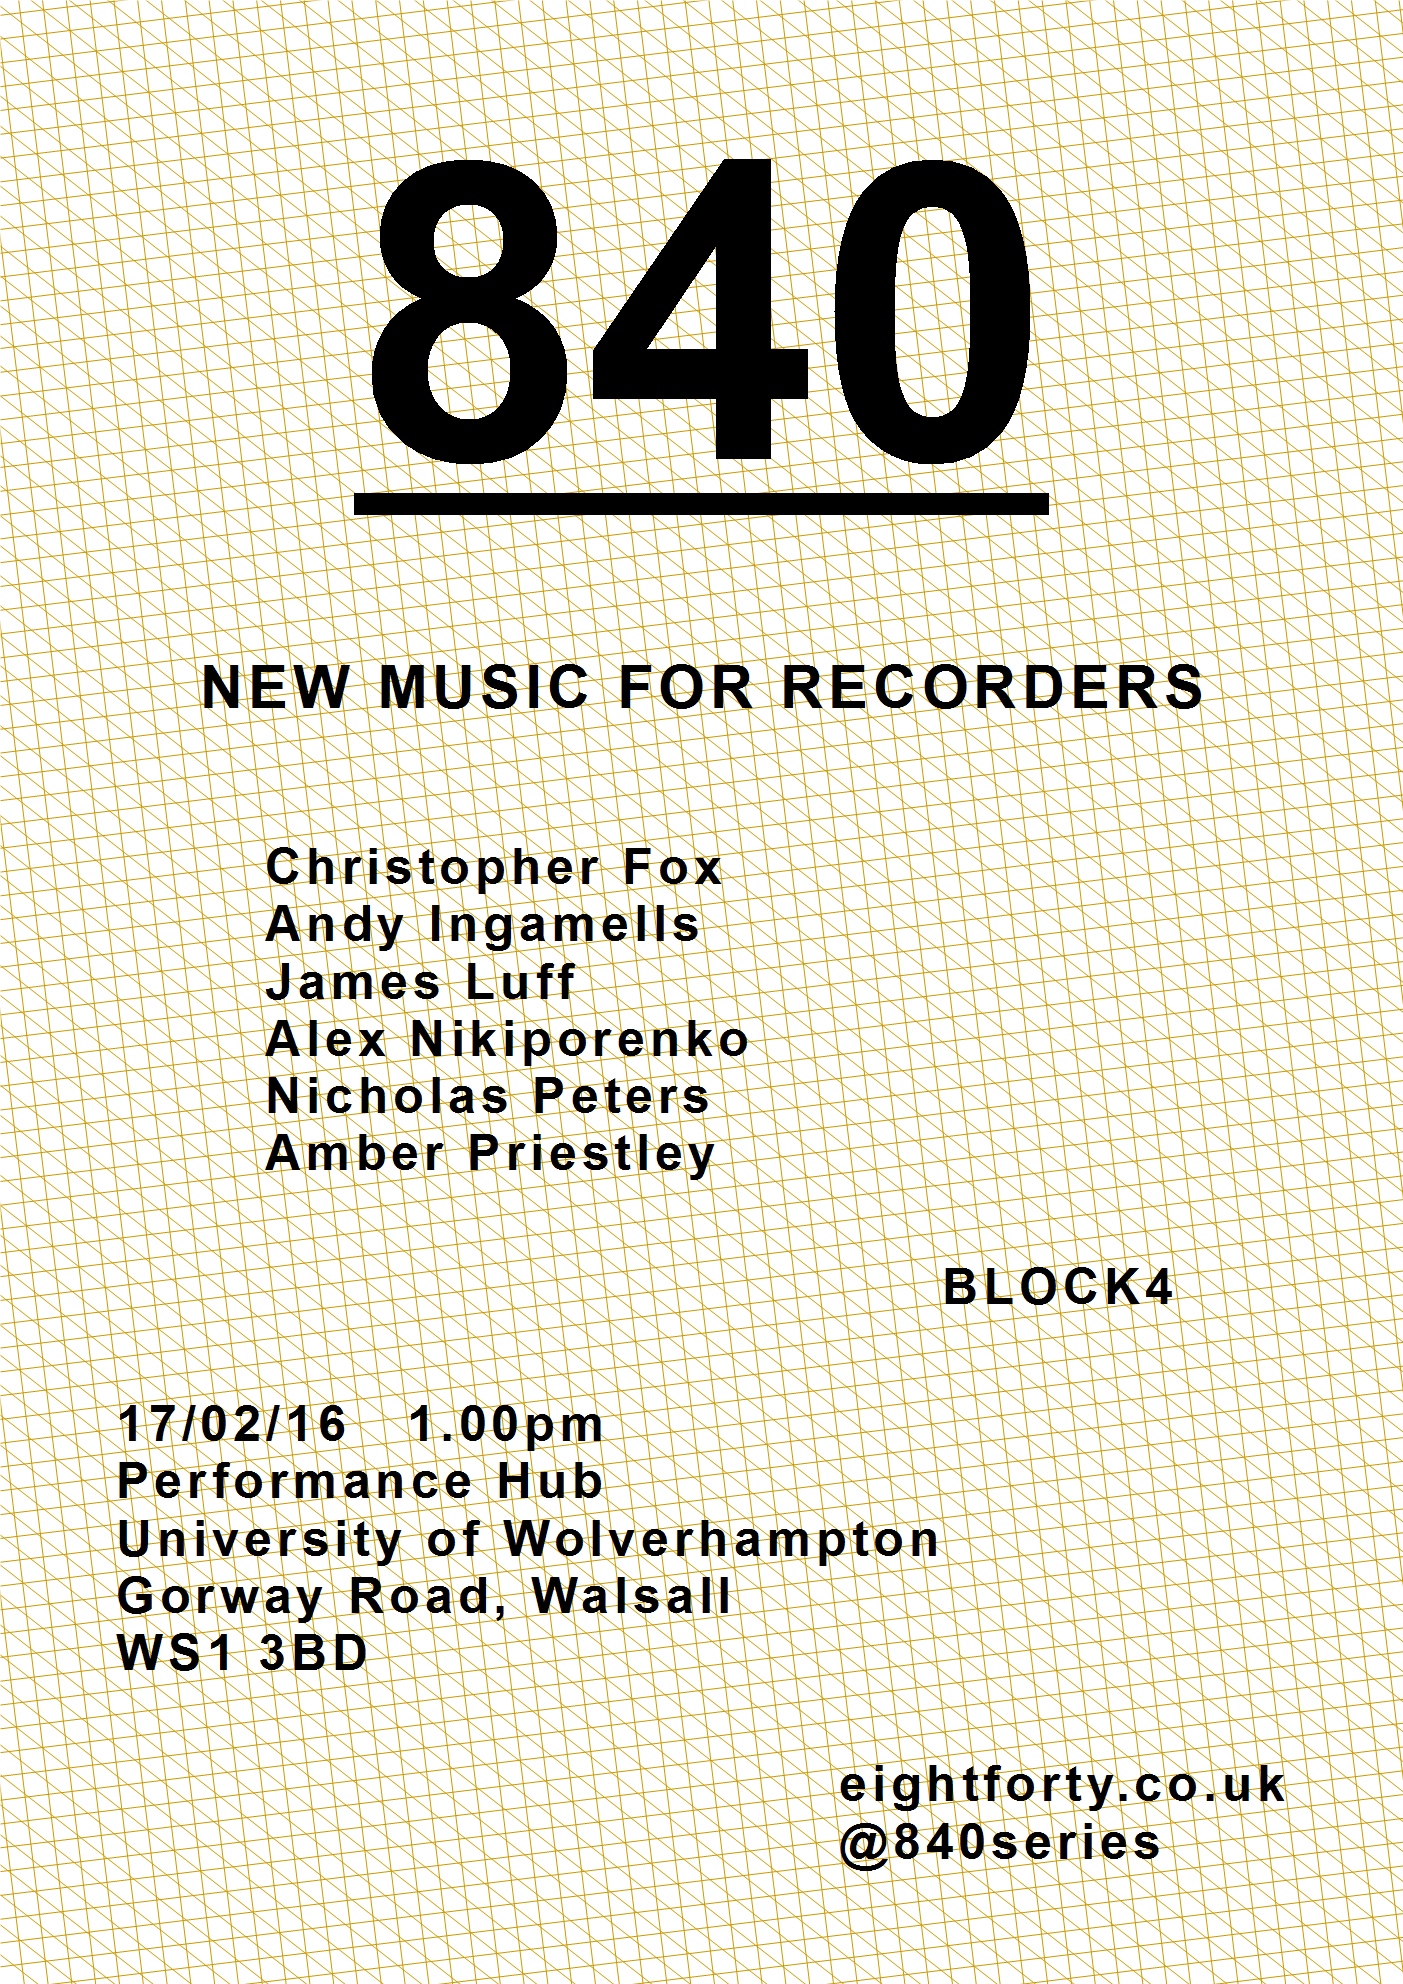 840
NEW MUSIC FOR RECORDERS
Christopher Fox
Andy Ingamells
James Luff
Alex Nikiporenko
Nicholas Peters
Amber Priestley
BLOCK4
17/02/16 1.00pm
Performance Hub
University of Wolverhampton
Gorway Road, Walsall
WS1 3BD
eightforty.co.uk
@840series